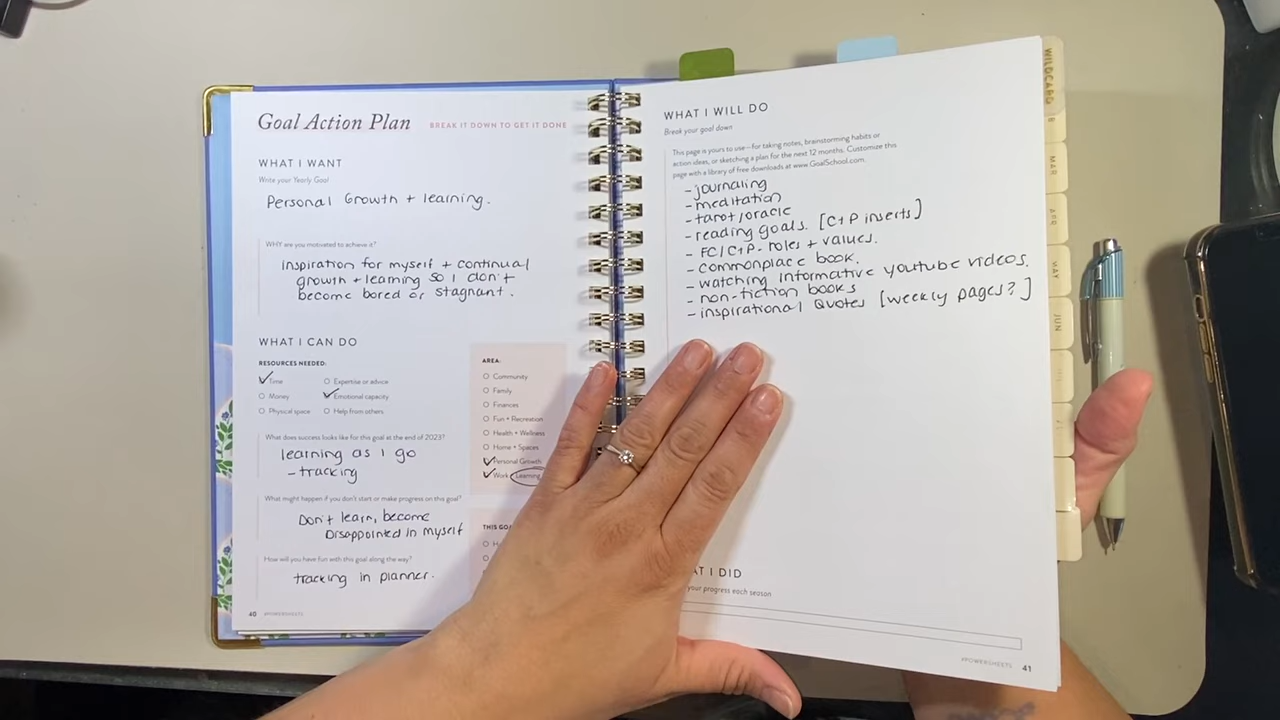 Goal Action Plan BREAK IT DOWN TO GET IT DONE
WHAT I WANT
Write your Yearly Goal
Personal Growth + learning.
WHY are you motivated to achieve it?
inspiration for myself + continual
growth + learning so I don't
become bored or stagnant.
WHAT I CAN DO
RESOURCES NEEDED:
Time
Expertise or advice
Money
Emotional capacity
Physical space
Help from others
What does success looks like for this goal at the end of 2023?
learning as I go
- tracking
What might happen if you don't start or make progress on this goal?
Don't learn, become
Disappointed in myself
How will you have fun with this goal along the way?
tracking in planner.
AREA:
Community
Family
Finances
Fun + Recreation
Health + Wellness
Home + Spaces
Personal Growth
Work Learning
THIS
40 #POWERSHEETS
WHAT I WILL DO
Break your goal down
This page is yours to use—for taking notes, brainstorming habits or
action ideas, or sketching a plan for the next 12 months. Customize this
page with a library of free downloads at www.GoalSchool.com.
- journaling
- meditation
- tarot/oracle
- reading goals. [C+P inserts]
- FC/C+P- roles + values.
- commonplace book.
- watching informative youtube videos.
- non-fiction books
- inspirational Quotes [weekly pages?]
I DID
your progress each season
#POWERSHEETS 41
WILDCARD
MAR
APR
MAY
JUN